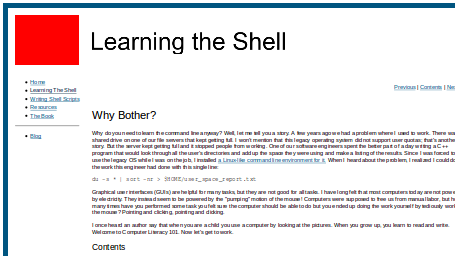 Learning the Shell
Home
Learning The Shell
Writing Shell Scripts
Resources
The Book
Blog
Previous | Contents | Nex
Why Bother?
Why do you need to learn the command line anyway? Well, let me tell you a story. A few years ago we had a problem where I used to work. There was
shared drive on one of our file servers that kept getting full. I won't mention that this legacy operating system did not support user quotas; that's another
story. But the server kept getting full and it stopped people from working. One of our software engineers spent the better part of a day writing a C++
program that would look through all the user's directories and add up the space they were using and make a listing of the results. Since I was forced to
use the legacy OS while I was on the job, I installed a Linux-like command line environment for it. When I heard about the problem, I realized I could do
the work this engineer had done with this single line:
du -s * | sort -nr > $HOME/user_space_report.txt
Graphical user interfaces (GUIs) are helpful for many tasks, but they are not good for all tasks. I have long felt that most computers today are not powe
by electricity. They instead seem to be powered by the "pumping" motion of the mouse! Computers were supposed to free us from manual labor, but h
many times have you performed some task you felt sure the computer should be able to do but you ended up doing the work yourself by tediously work
the mouse? Pointing and clicking, pointing and clicking.
I once heard an author say that when you are a child you use a computer by looking at the pictures. When you grow up, you learn to read and write.
Welcome to Computer Literacy 101. Now let's get to work.
Contents